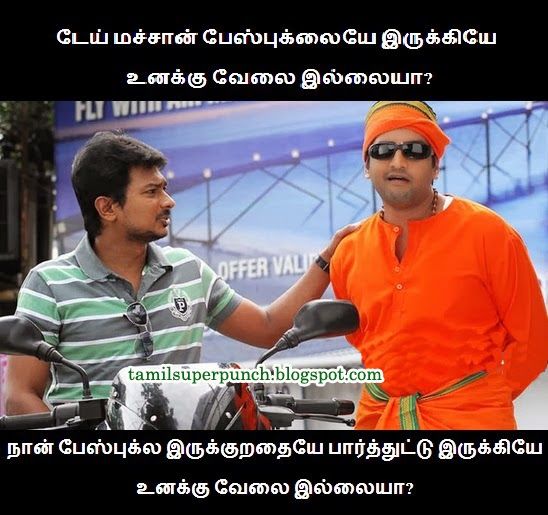 டேய் மச்சான் பேஸ்புக்லையே இருக்கியே
உனக்கு வேலை இல்லையா?
FLY WITH
OFFER VALI
tamilsuperpunch.blogspot.com
நான் பேஸ்புக்ல இருக்குறதையே பார்த்துட்டு இருக்கியே
உனக்கு வேலை இல்லையா?